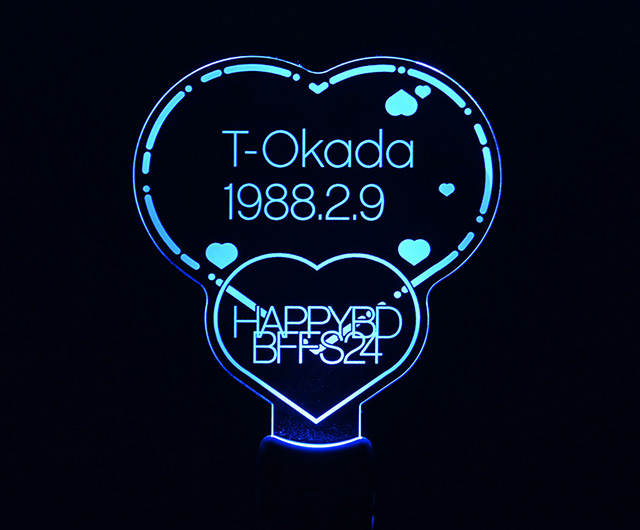 T-Okada
1988.2.9
HAPPYBD
BFFS24